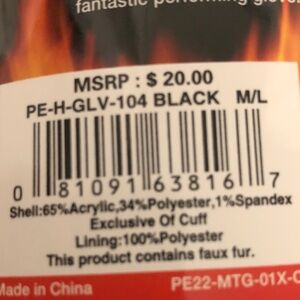 fantastic performing glove.
MSRP : $ 20.00
PE-H-GLV-104 BLACK M/L
0 81091 63816 7
Shell:65%Acrylic,34%Polyester,1%Spandex
Exclusive Of Cuff
Lining:100%Polyester
This product contains faux fur.
Made in China PE22-MTG-01X-C